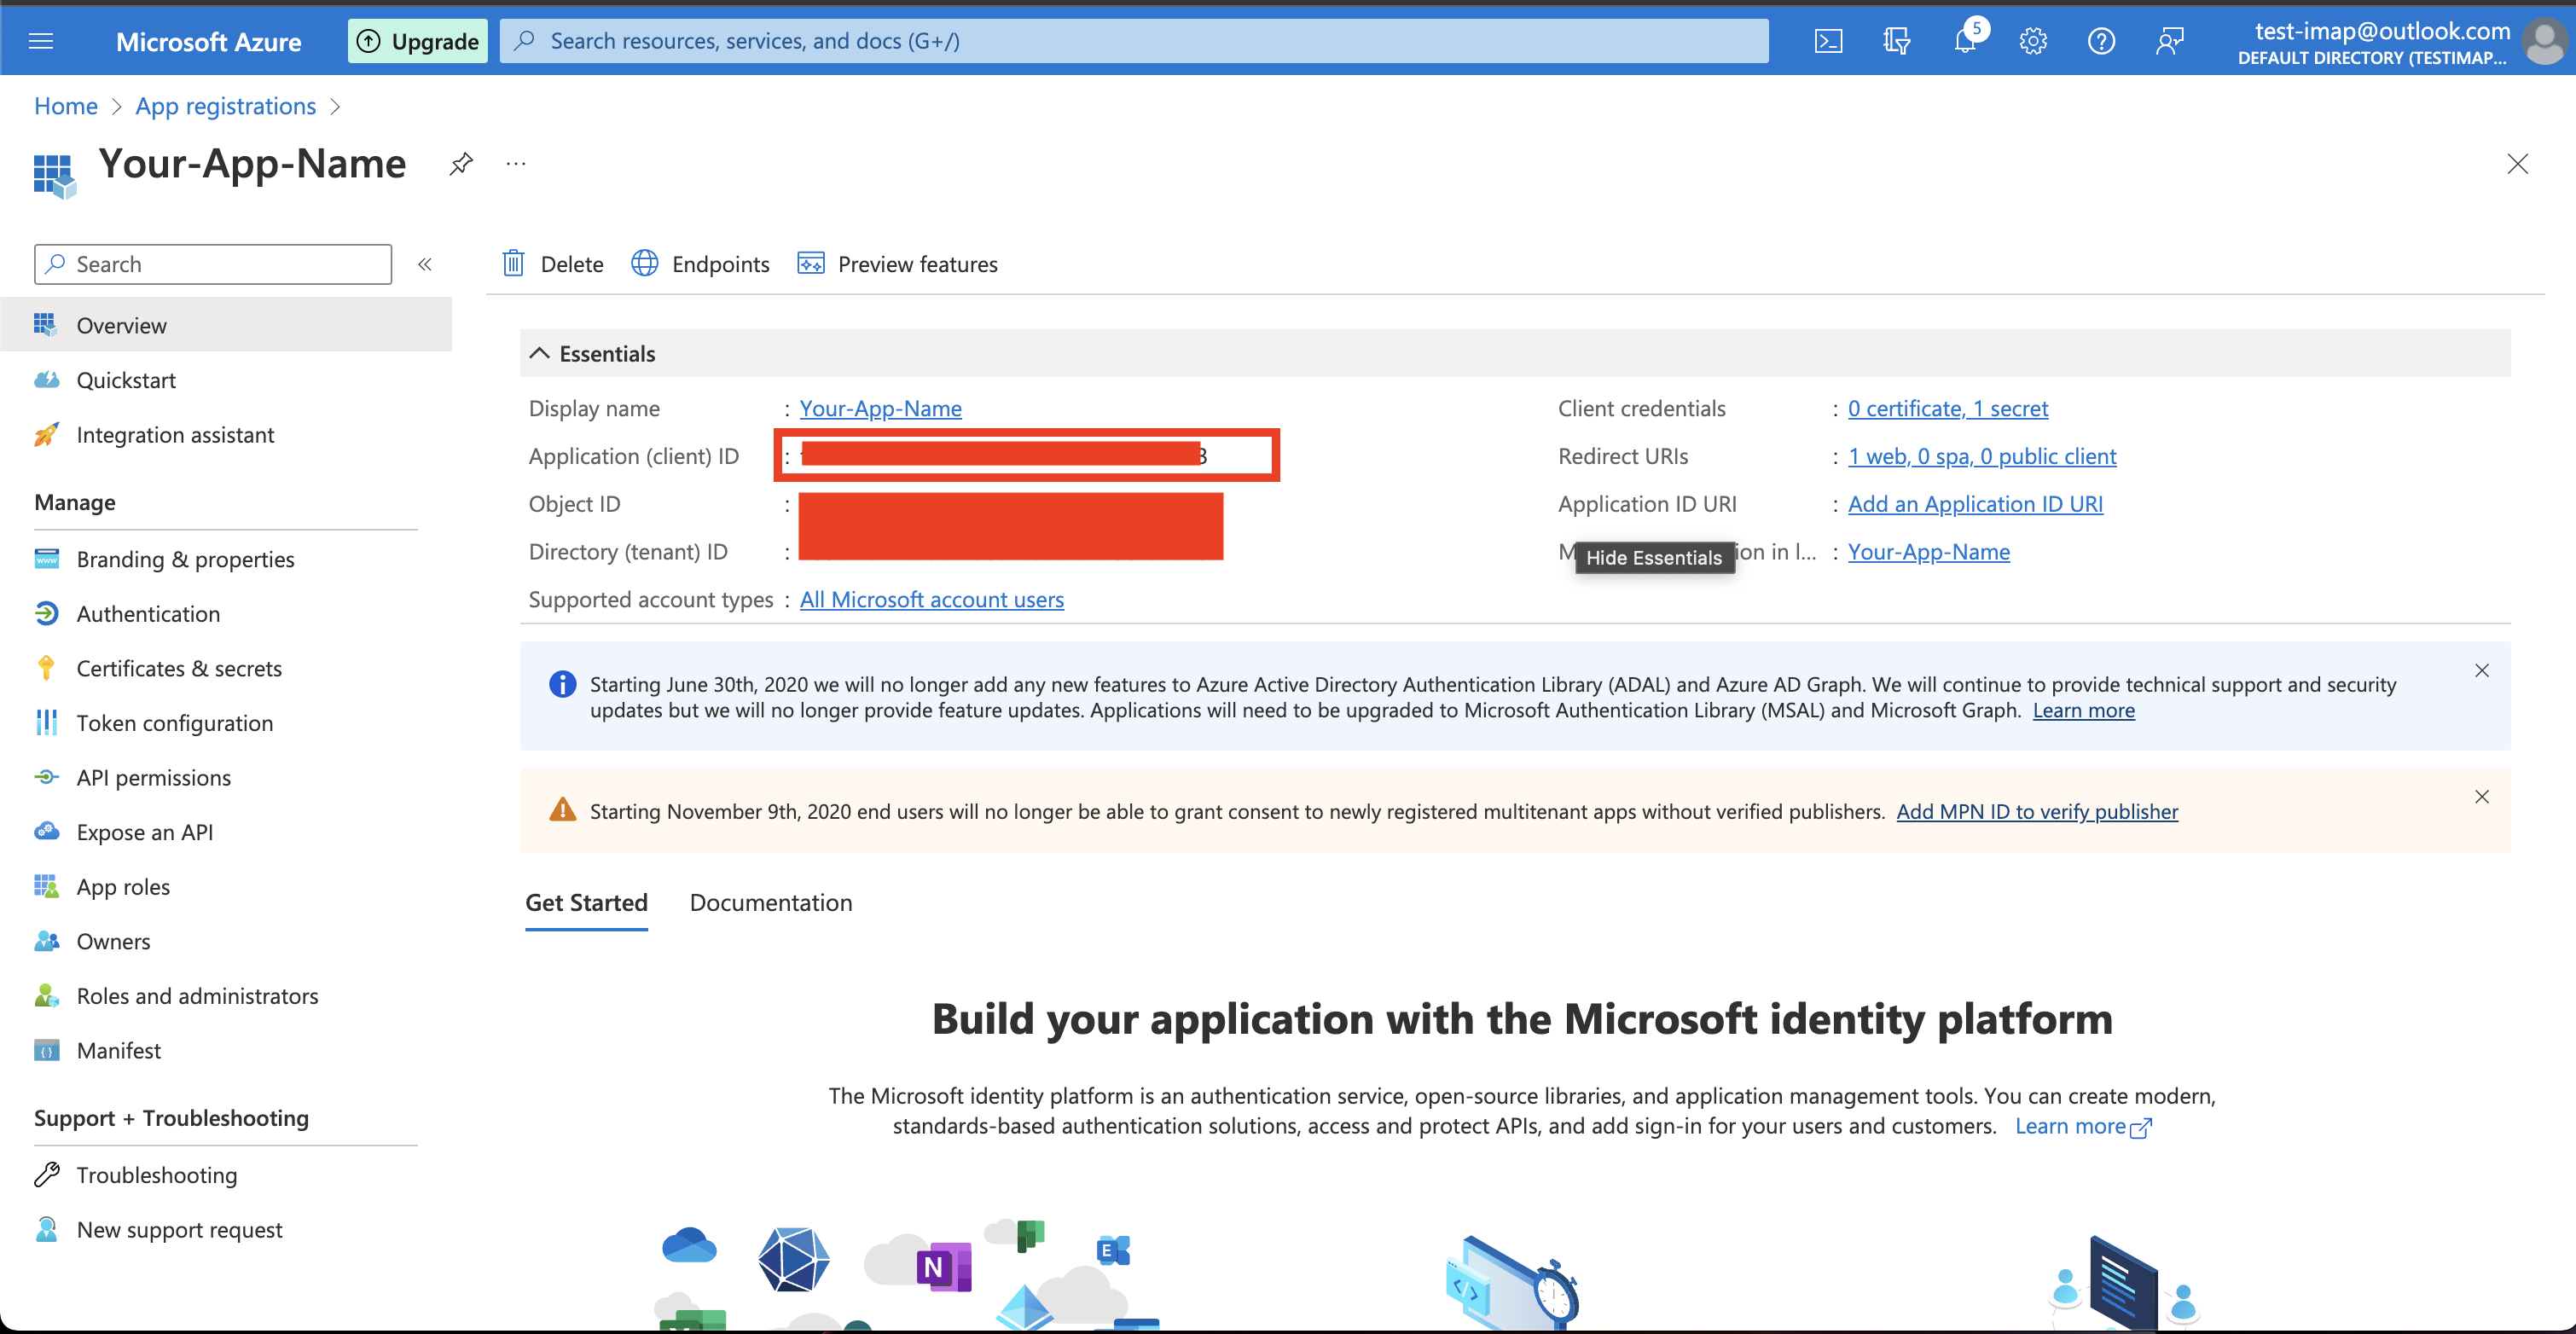 Microsoft Azure
Upgrade
Search resources, services, and docs (G+/)
5
test-imap@outlook.com
DEFAULT DIRECTORY (TESTIMAP...
Home > App registrations >
Your-App-Name
...
Search
«
Delete
Endpoints
Preview features
Overview
Quickstart
Integration assistant
Manage
Branding & properties
Authentication
Certificates & secrets
Token configuration
API permissions
Expose an API
App roles
Owners
Roles and administrators
Manifest
Support + Troubleshooting
Troubleshooting
New support request
Essentials
Display name : Your-App-Name
Application (client) ID :
Object ID :
Directory (tenant) ID :
Supported account types : All Microsoft account users
Client credentials : 0 certificate, 1 secret
Redirect URIs : 1 web, 0 spa, 0 public client
Application ID URI : Add an Application ID URI
Hide Essentials
in l... : Your-App-Name
Starting June 30th, 2020 we will no longer add any new features to Azure Active Directory Authentication Library (ADAL) and Azure AD Graph. We will continue to provide technical support and security
updates but we will no longer provide feature updates. Applications will need to be upgraded to Microsoft Authentication Library (MSAL) and Microsoft Graph. Learn more
Starting November 9th, 2020 end users will no longer be able to grant consent to newly registered multitenant apps without verified publishers. Add MPN ID to verify publisher
Get Started
Documentation
Build your application with the Microsoft identity platform
The Microsoft identity platform is an authentication service, open-source libraries, and application management tools. You can create modern,
standards-based authentication solutions, access and protect APIs, and add sign-in for your users and customers. Learn more
N
E